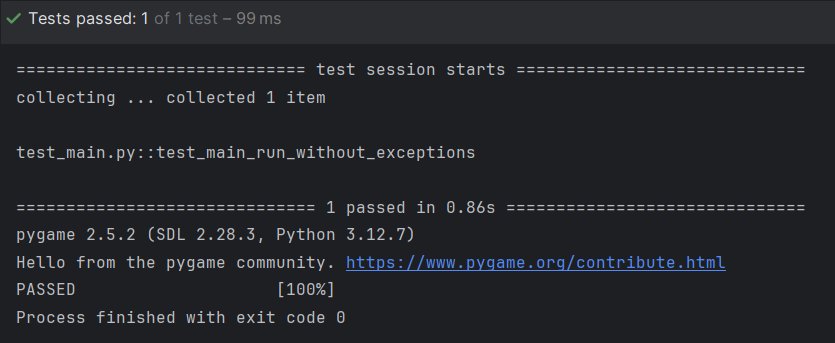 Tests passed: 1 of 1 test – 99 ms
============================= test session starts =============================
collecting ... collected 1 item
test_main.py::test_main_run_without_exceptions
============================== 1 passed in 0.86s ==============================
pygame 2.5.2 (SDL 2.28.3, Python 3.12.7)
Hello from the pygame community. https://www.pygame.org/contribute.html
PASSED                    [100%]
Process finished with exit code 0